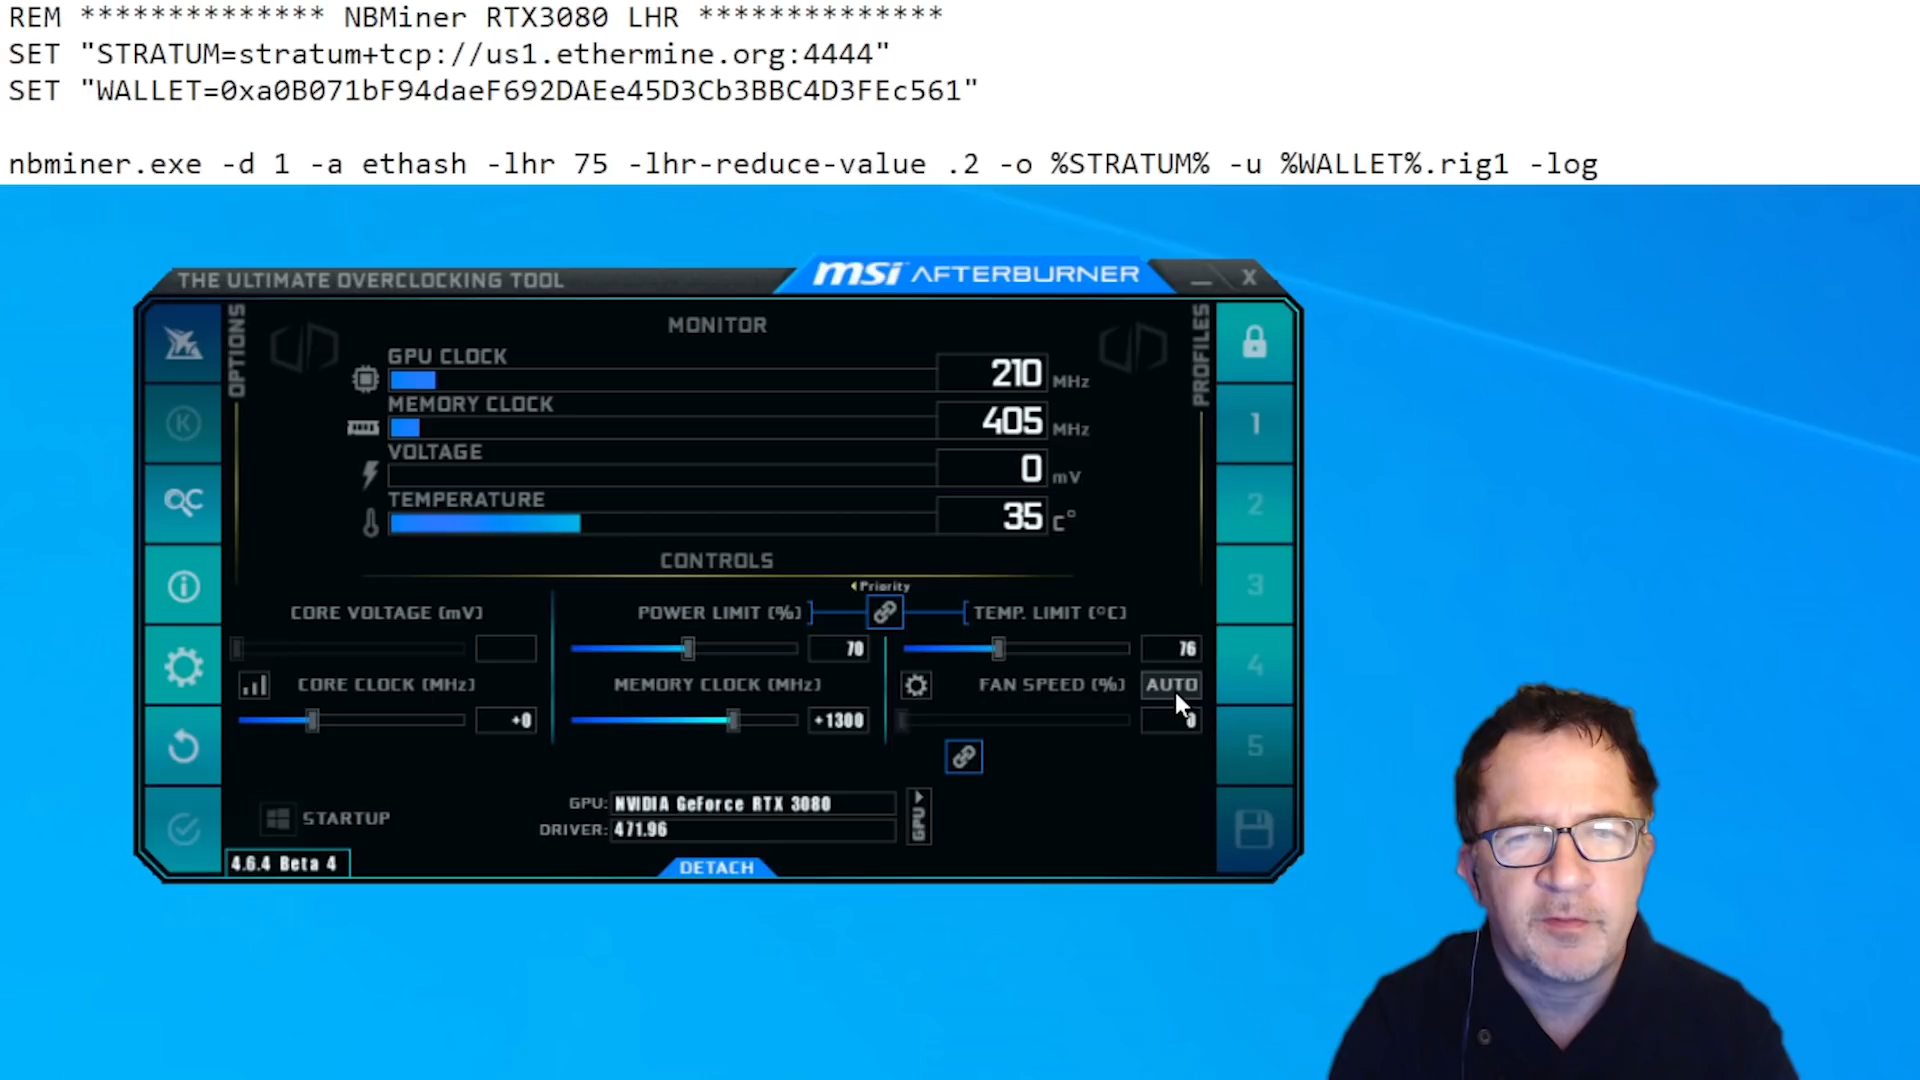 REM ************** NBMiner RTX3080 LHR **************
SET "STRATUM=stratum+tcp://us1.ethermine.org:4444"
SET "WALLET=0xa0B071bF94daeF692DAEe45D3Cb3BBC4D3FEc561"
nbminer.exe -d 1 -a ethash -lhr 75 -lhr-reduce-value .2 -o %STRATUM% -u %WALLET%.rig1 -log
THE ULTIMATE OVERCLOCKING TOOL
msi AFTERBURNER
X
OPTIONS
MONITOR
PROFILES
GPU CLOCK
210 MHz
MEMORY CLOCK
405 MHz
VOLTAGE
0 mV
TEMPERATURE
35 C°
K
C
1
2
3
4
5
CONTROLS
Priority
CORE VOLTAGE (mV)
POWER LIMIT (%)
TEMP. LIMIT (°C)
70
76
CORE CLOCK (MHz)
MEMORY CLOCK (MHz)
FAN SPEED (%)
AUTO
+0
+1300
0
STARTUP
GPU: NVIDIA GeForce RTX 3080
DRIVER: 471.96
GPU
4.6.4 Beta 4
DETACH